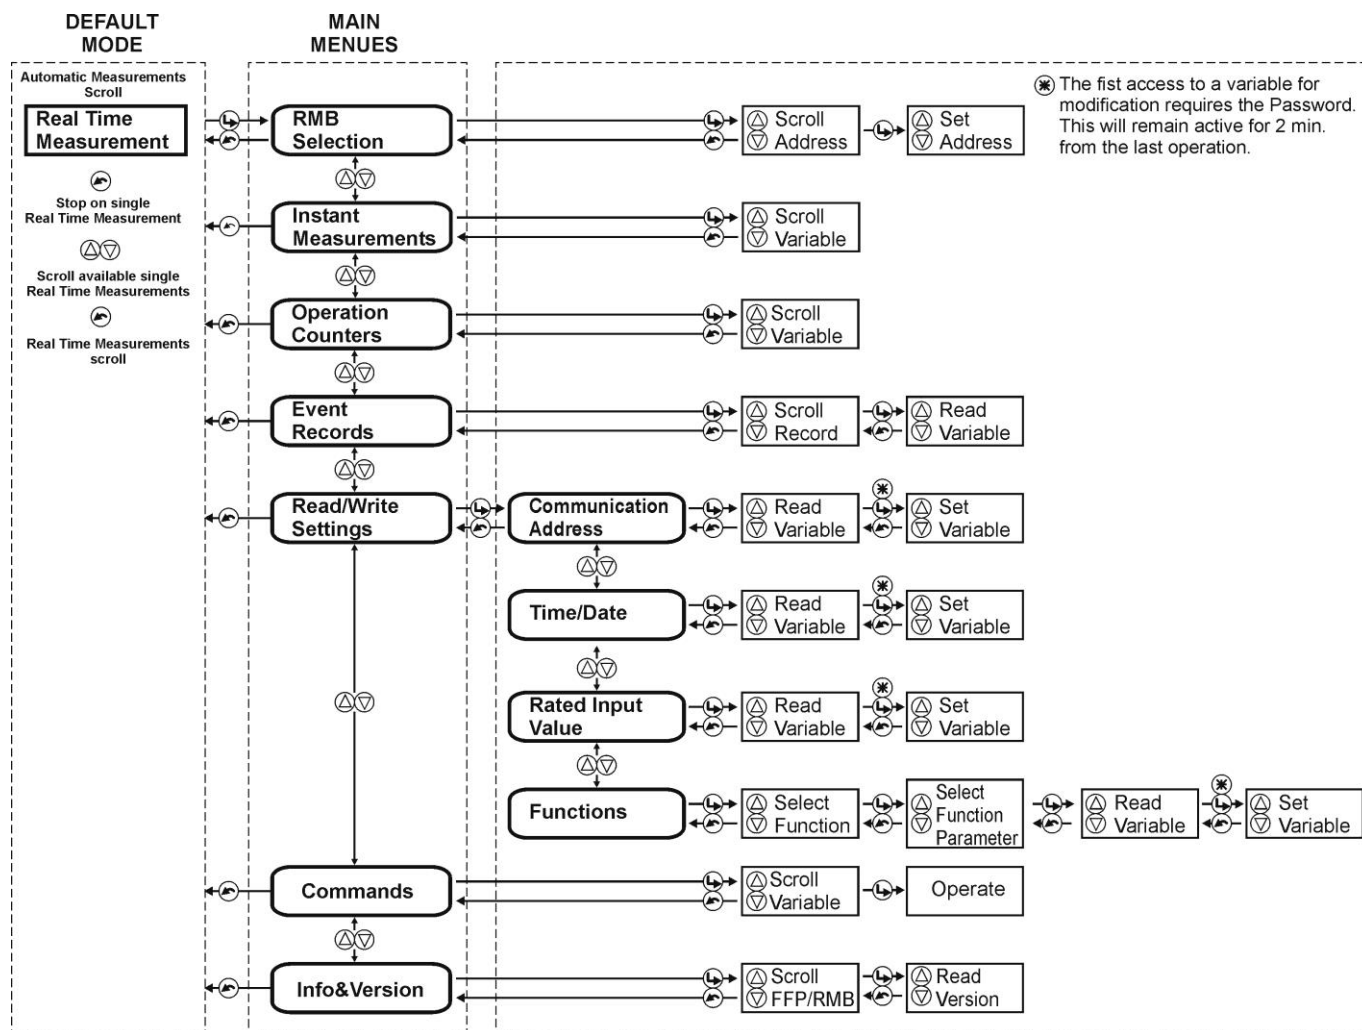 DEFAULT
MODE
MAIN
MENUES
Automatic Measurements
Scroll
Real Time
Measurement
Stop on single
Real Time Measurement
Scroll available single
Real Time Measurements
Real Time Measurements
scroll
The fist access to a variable for
modification requires the Password.
This will remain active for 2 min.
from the last operation.
RMB
Selection
Scroll
Address
Set
Address
Instant
Measurements
Scroll
Variable
Operation
Counters
Scroll
Variable
Event
Records
Scroll
Record
Read
Variable
Read/Write
Settings
Communication
Address
Read
Variable
Set
Variable
Time/Date
Read
Variable
Set
Variable
Rated Input
Value
Read
Variable
Set
Variable
Functions
Select
Function
Select
Function
Parameter
Read
Variable
Set
Variable
Commands
Scroll
Variable
Operate
Info&Version
Scroll
FFP/RMB
Read
Version